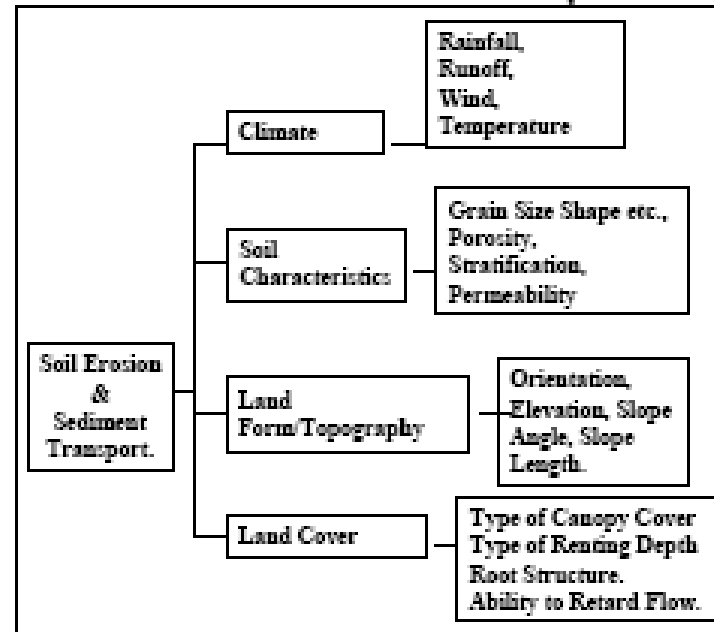 Rainfall,
Runoff,
Wind,
Temperature
Climate
Grain Size Shape etc.,
Porosity,
Stratification,
Permeability
Soil
Characteristics
Soil Erosion
&
Sediment
Transport.
Orientation,
Elevation, Slope
Angle, Slope
Length.
Land
Form/Topography
Type of Canopy Cover
Type of Renting Depth
Root Structure.
Ability to Retard Flow.
Land Cover